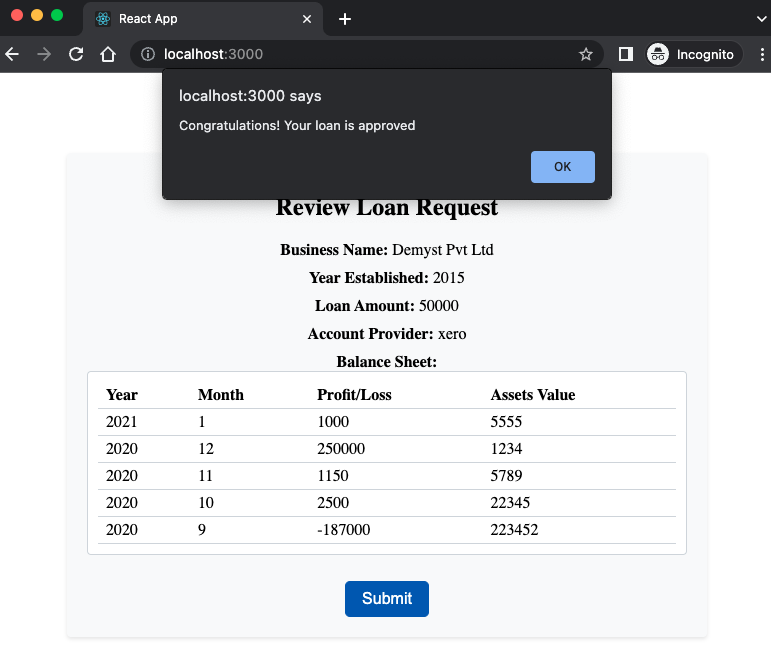 React App
localhost:3000
Incognito
localhost:3000 says
Congratulations! Your loan is approved
OK
Review Loan Request
Business Name: Demyst Pvt Ltd
Year Established: 2015
Loan Amount: 50000
Account Provider: xero
Balance Sheet:
Year Month Profit/Loss Assets Value
2021 1 1000 5555
2020 12 250000 1234
2020 11 1150 5789
2020 10 2500 22345
2020 9 -187000 223452
Submit